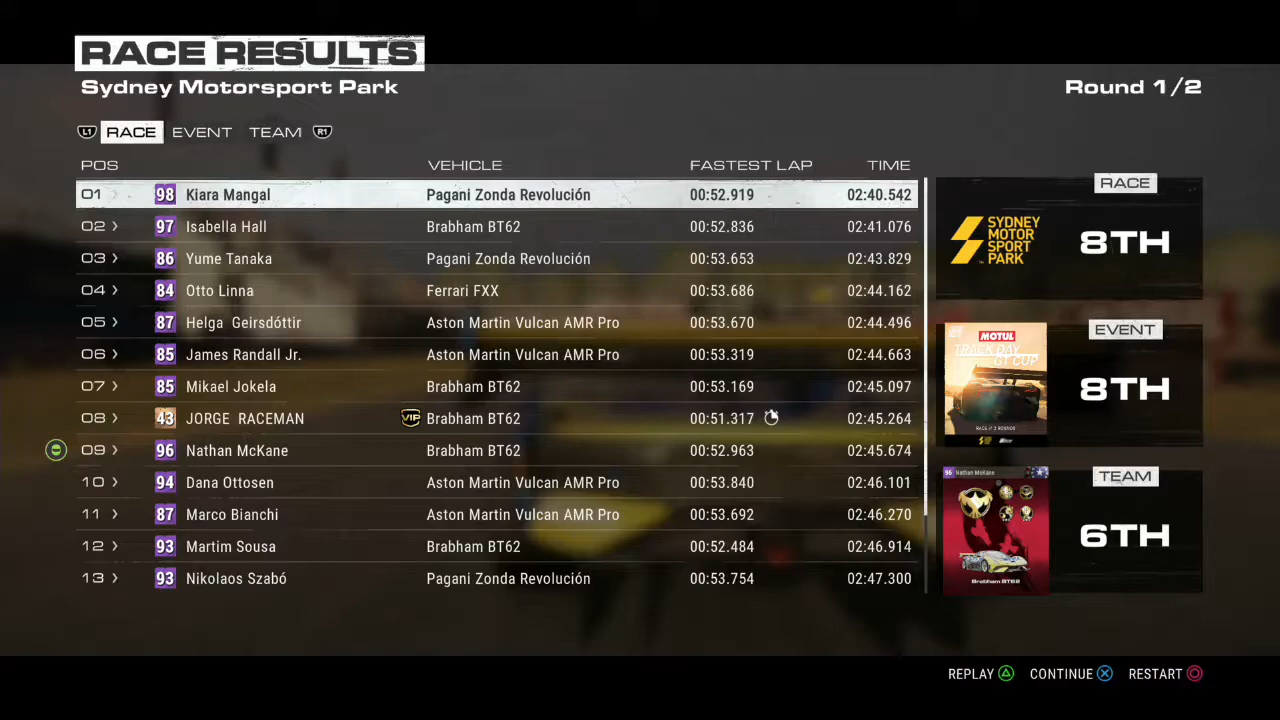 RACE RESULTS
Sydney Motorsport Park
Round 1/2
L1 RACE EVENT TEAM R1
POS VEHICLE FASTEST LAP TIME
01 98 Kiara Mangal Pagani Zonda Revolución 00:52.919 02:40.542
02 97 Isabella Hall Brabham BT62 00:52.836 02:41.076
03 86 Yume Tanaka Pagani Zonda Revolución 00:53.653 02:43.829
04 84 Otto Linna Ferrari FXX 00:53.686 02:44.162
05 87 Helga Geirsdóttir Aston Martin Vulcan AMR Pro 00:53.670 02:44.496
06 85 James Randall Jr. Aston Martin Vulcan AMR Pro 00:53.319 02:44.663
07 85 Mikael Jokela Brabham BT62 00:53.169 02:45.097
08 43 JORGE RACEMAN VIP Brabham BT62 00:51.317 02:45.264
09 96 Nathan McKane Brabham BT62 00:52.963 02:45.674
10 94 Dana Ottosen Aston Martin Vulcan AMR Pro 00:53.840 02:46.101
11 87 Marco Bianchi Aston Martin Vulcan AMR Pro 00:53.692 02:46.270
12 93 Martim Sousa Brabham BT62 00:52.484 02:46.914
13 93 Nikolaos Szabó Pagani Zonda Revolución 00:53.754 02:47.300
RACE
SYDNEY
MOTOR
SPORT
PARK
8TH
EVENT
MOTUL
TRACK DAY
GT CUP
RACE // 2 ROUNDS
8TH
TEAM
96 Nathan McKane
Brabham BT62
6TH
REPLAY CONTINUE RESTART